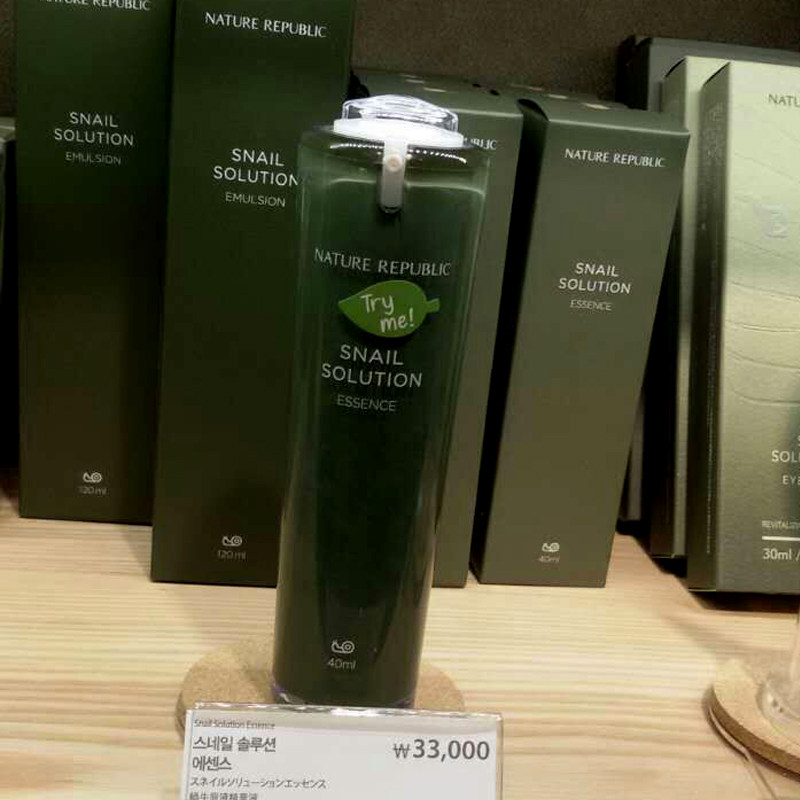 NATURE REPUBLIC
SNAIL
SOLUTION
EMULSION
120ml
NATURE REPUBLIC
SNAIL
SOLUTION
EMULSION
120ml
NATURE REPUBLIC
Try
me!
SNAIL
SOLUTION
ESSENCE
40ml
NATURE REPUBLIC
SNAIL
SOLUTION
ESSENCE
40ml
30ml /
Snail Solution Essence
스네일 솔루션
에센스
₩33,000
スネイルソリューションエッセンス